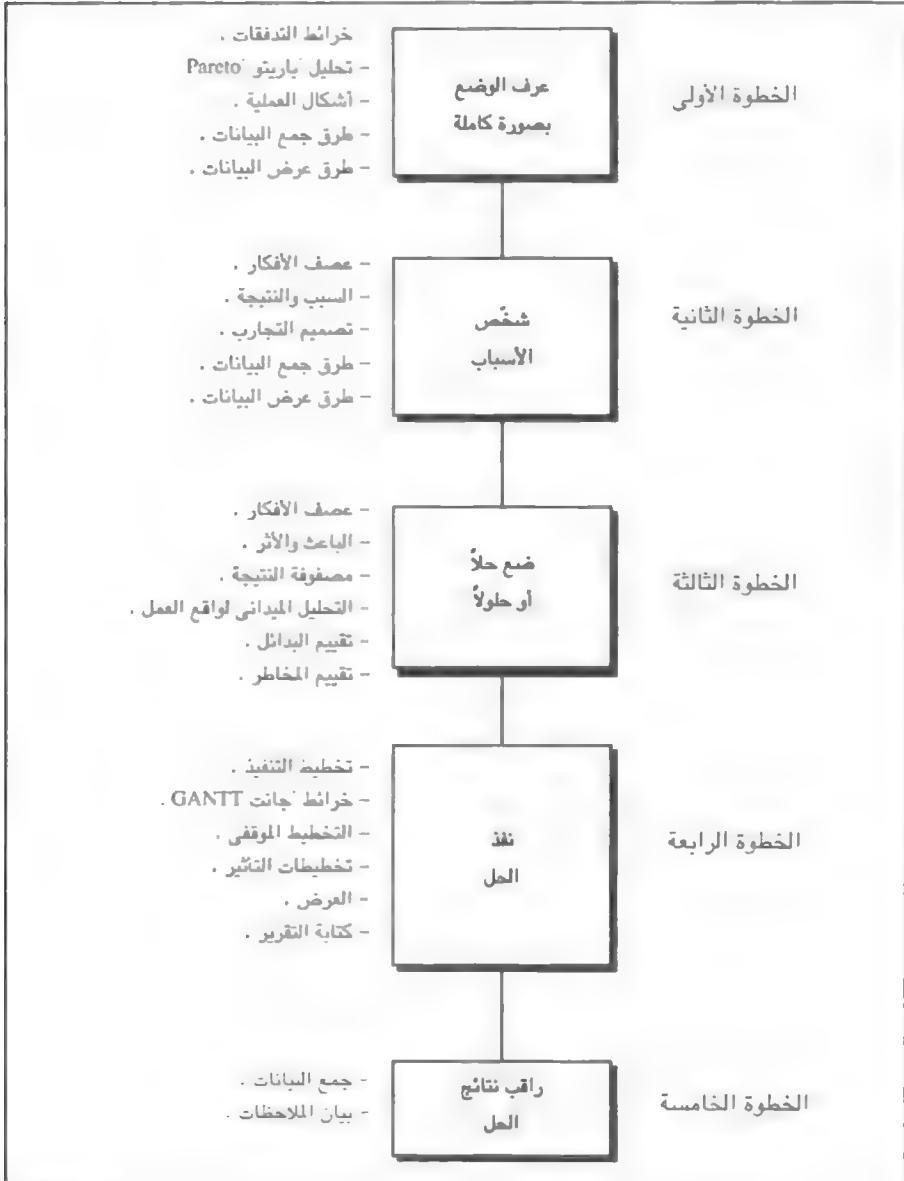 الخطوة الأولى
عرف الوضع
بصورة كاملة
خرائط التدفقات .
– تحليل باريتو Pareto
– أشكال العملية .
– طرق جمع البيانات .
– طرق عرض البيانات .
الخطوة الثانية
شخّص
الأسباب
– عصف الأفكار .
– السبب والنتيجة .
– تصميم التجارب .
– طرق جمع البيانات .
– طرق عرض البيانات .
الخطوة الثالثة
ضع حلاً
أو حلولاً
– عصف الأفكار .
– الباعث والأثر .
– مصفوفة النتيجة .
– التحليل الميدانى لواقع العمل .
– تقييم البدائل .
– تقييم المخاطر .
الخطوة الرابعة
نفذ
الحل
– تخطيط التنفيذ .
– خرائط جانت GANTT .
– التخطيط الموقفى .
– تخطيطات التأثير .
– العرض .
– كتابة التقرير .
الخطوة الخامسة
راقب نتائج
الحل
– جمع البيانات .
– بيان الملاحظات .